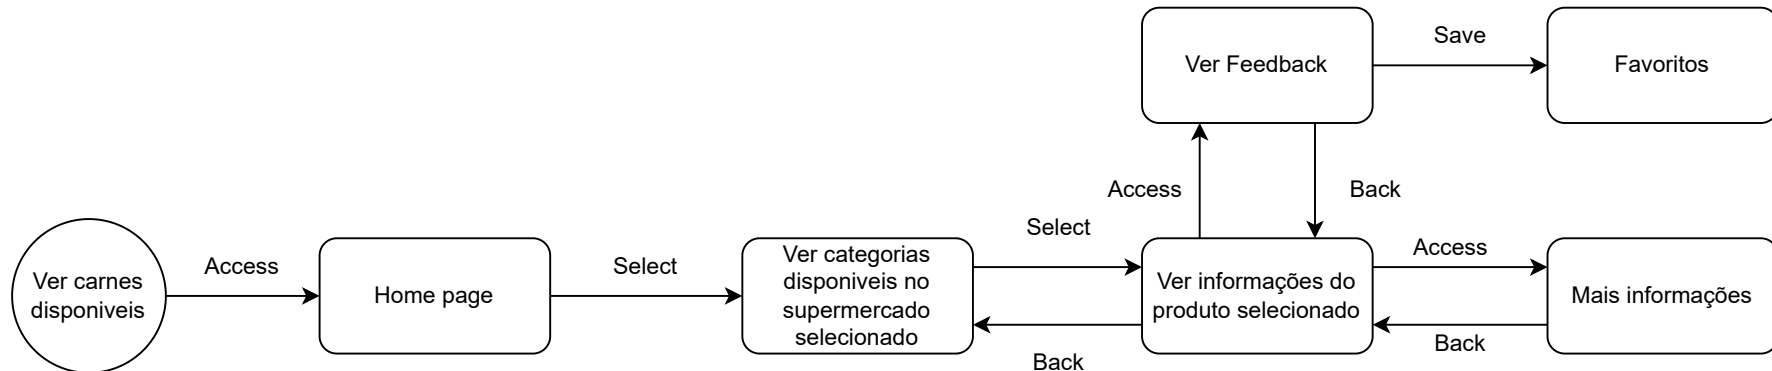 Ver Feedback
Save
Favoritos
Access
Back
Ver carnes
disponiveis
Access
Home page
Select
Ver categorias
disponiveis no
supermercado
selecionado
Select
Back
Ver informações do
produto selecionado
Access
Back
Mais informações